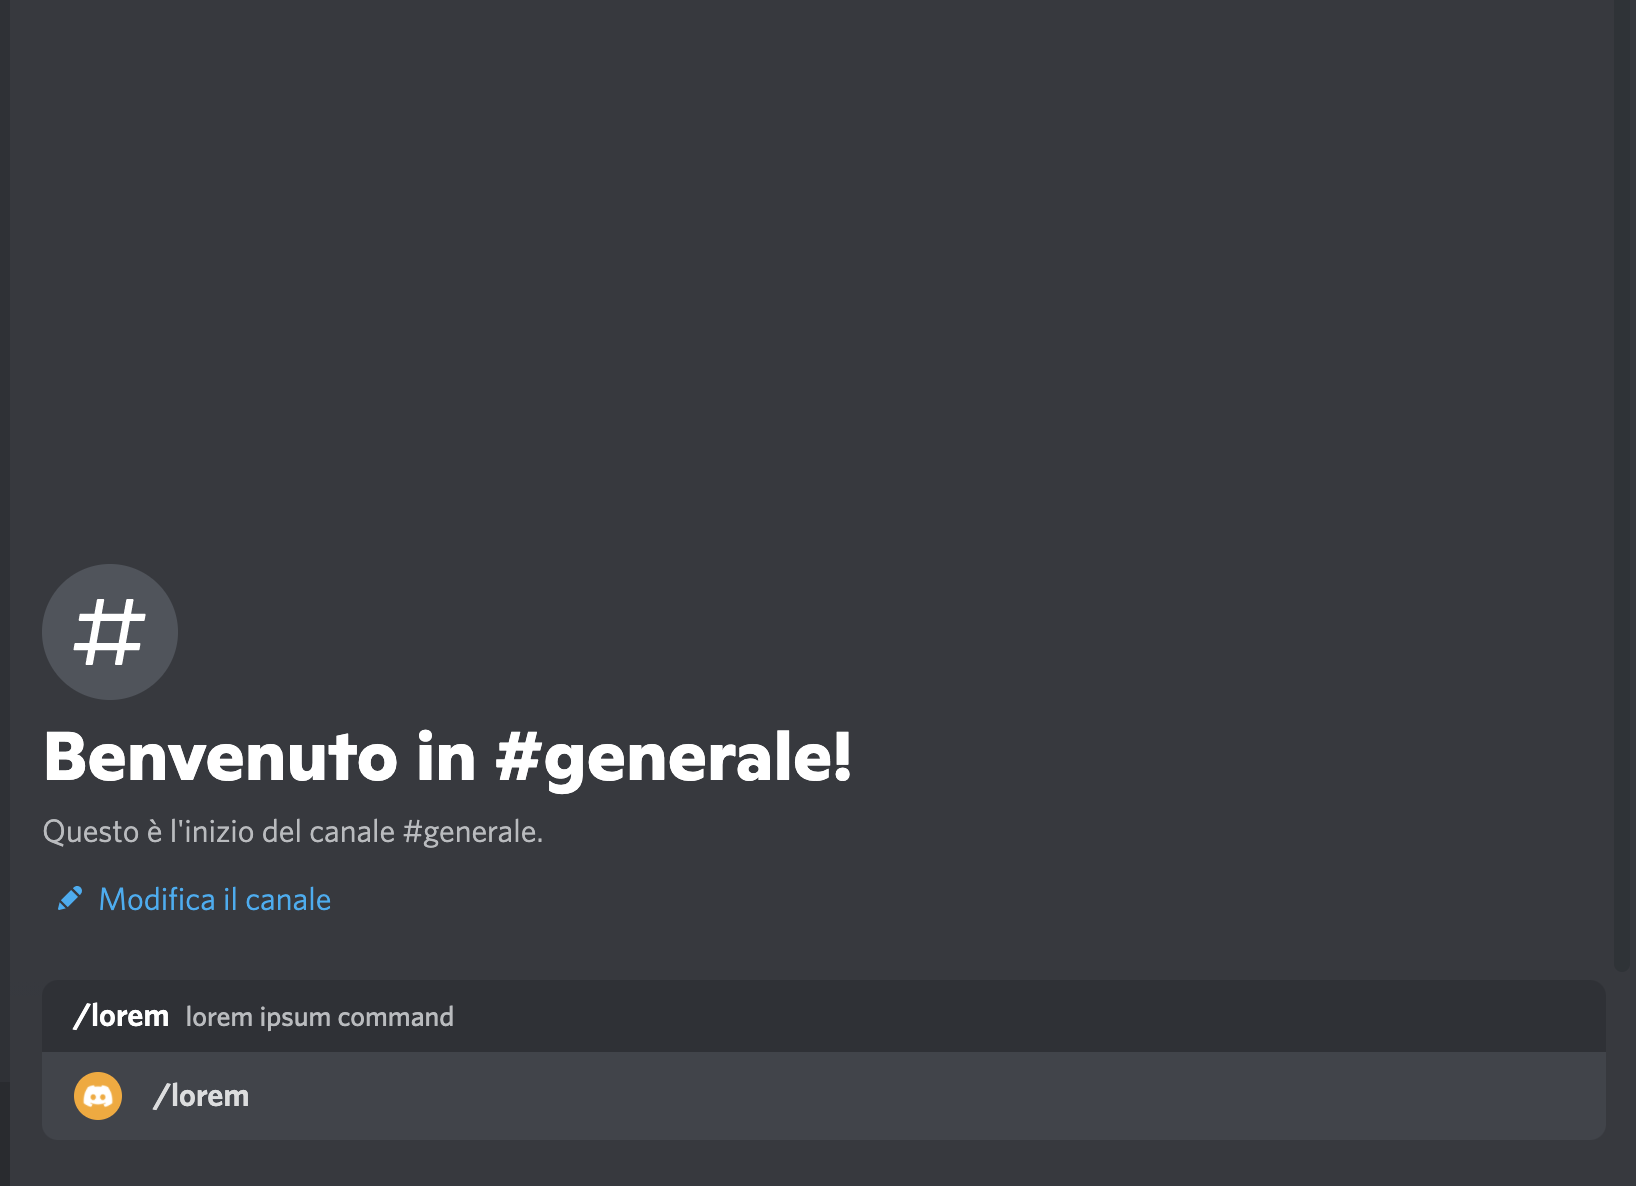 #
Benvenuto in #generale!
Questo è l'inizio del canale #generale.
Modifica il canale
/lorem lorem ipsum command
/lorem